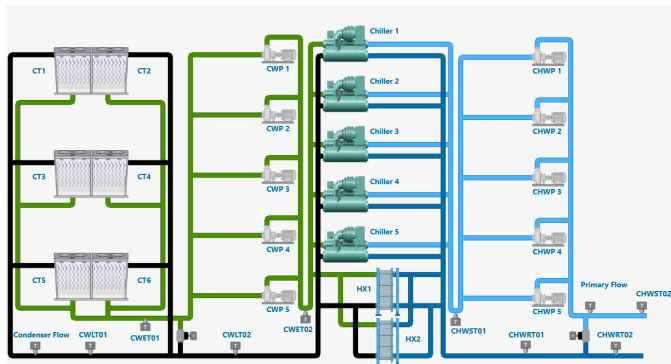 Chiller 1
CT1
CT2
CWP 1
CHWP 1
Chiller 2
CWP 2
CHWP 2
Chiller 3
CT3
CT4
CWP 3
CHWP 3
Chiller 4
CWP 4
CHWP 4
Chiller 5
CT5
CT6
HX1
Primary Flow
CHWST02
CWP 5
CHWP 5
Condenser Flow
CWLT01
CWET01
CWLT02
CWET02
HX2
CHWST01
CHWRT01
CHWRT02